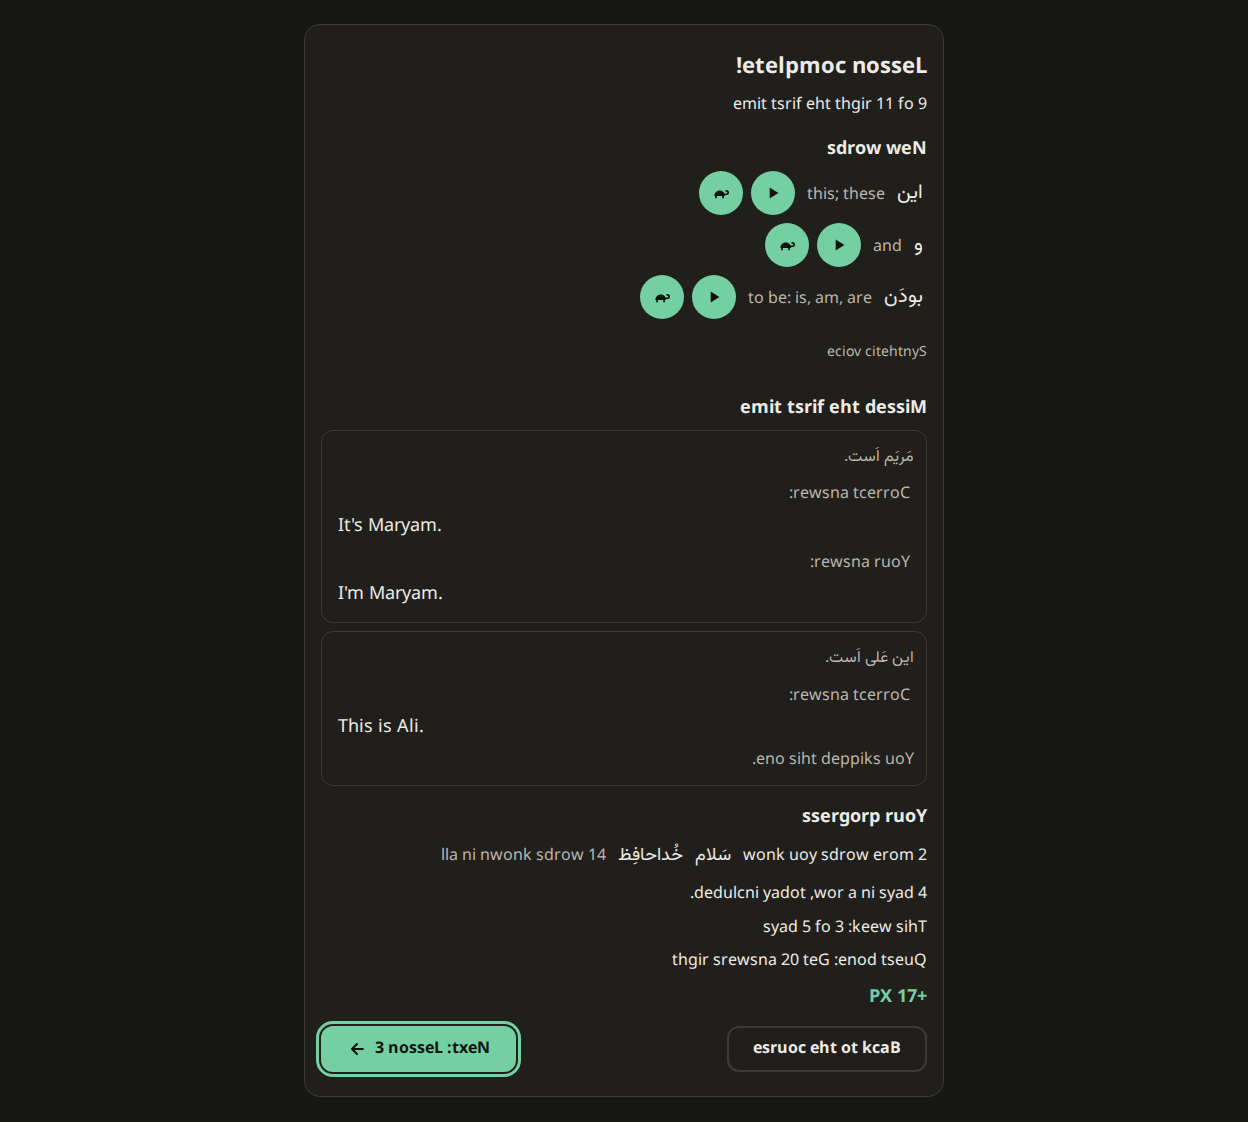 !etelpmoc nosseL
emit tsrif eht thgir 11 fo 9
sdrow weN
این this; these
و and
بودَن to be: is, am, are
eciov citehtnyS
emit tsrif eht dessiM
مَریَم اَست.
:rewsna tcerroC
It's Maryam.
:rewsna ruoY
I'm Maryam.
این عَلی اَست.
:rewsna tcerroC
This is Ali.
.eno siht deppiks uoY
ssergorp ruoY
wonk uoy sdrow erom 2 سَلام خُداحافِظ lla ni nwonk sdrow 14
.dedulcni yadot ,wor a ni syad 4
syad 5 fo 3 :keew sihT
thgir srewsna 20 teG :enod tseuQ
PX 17+
esruoc eht ot kcaB
3 nosseL :txeN